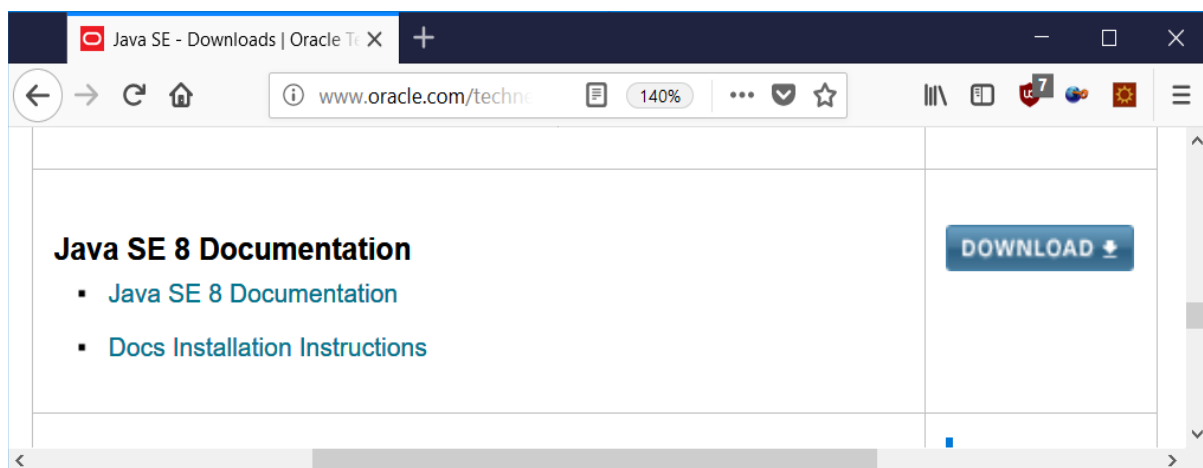 Java SE - Downloads | Oracle Te
www.oracle.com/techne
140%
7
Java SE 8 Documentation
DOWNLOAD
Java SE 8 Documentation
Docs Installation Instructions